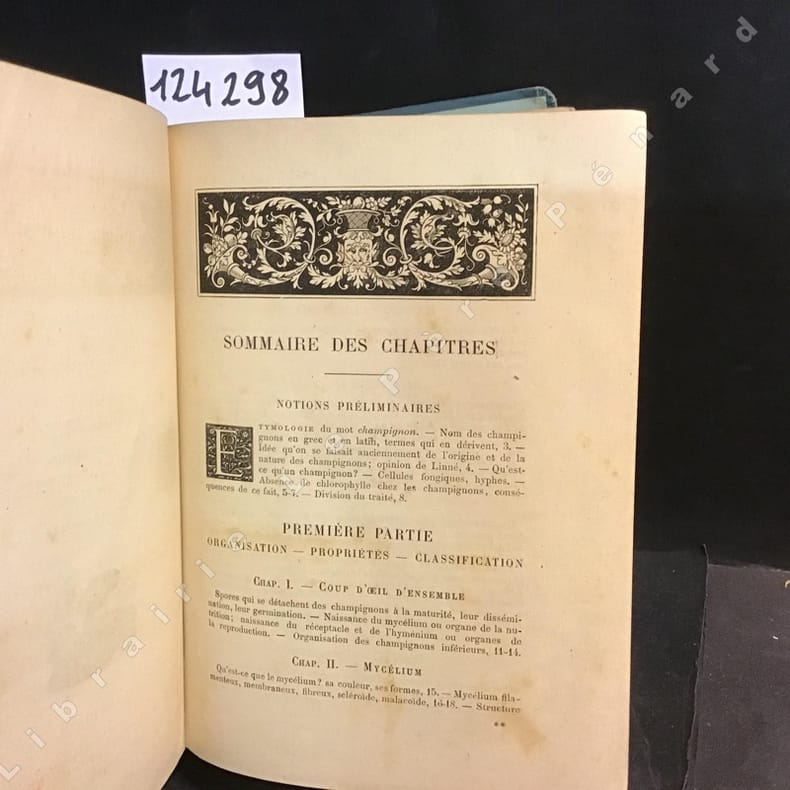 124298
SOMMAIRE DES CHAPITRES
NOTIONS PRÉLIMINAIRES
ETYMOLOGIE du mot champignon. — Nom des champi-
gnons en grec et en latin, termes qui en dérivent, 3. —
Idée qu'on se faisait anciennement de l'origine et de la
nature des champignons; opinion de Linné, 4. — Qu'est-
ce qu'un champignon? — Cellules fongiques, hyphes. —
Absence de chlorophylle chez les champignons, consé-
quences de ce fait, 5-7. — Division du traité, 8.
PREMIÈRE PARTIE
ORGANISATION — PROPRIÉTÉS — CLASSIFICATION
CHAP. I. — COUP D'ŒIL D'ENSEMBLE
Spores qui se détachent des champignons à la maturité, leur dissémi-
nation, leur germination. — Naissance du mycélium ou organe de la nu-
trition; naissance du réceptacle et de l'hyménium ou organes de
la reproduction. — Organisation des champignons inférieurs, 11-14.
CHAP. II. — MYCÉLIUM
Qu'est-ce que le mycélium? sa couleur, ses formes, 15. — Mycélium fila-
menteux, membraneux, fibreux, scléroïde, malacoïde, 16-18. — Structure
**
Librairie Le Père Pénard